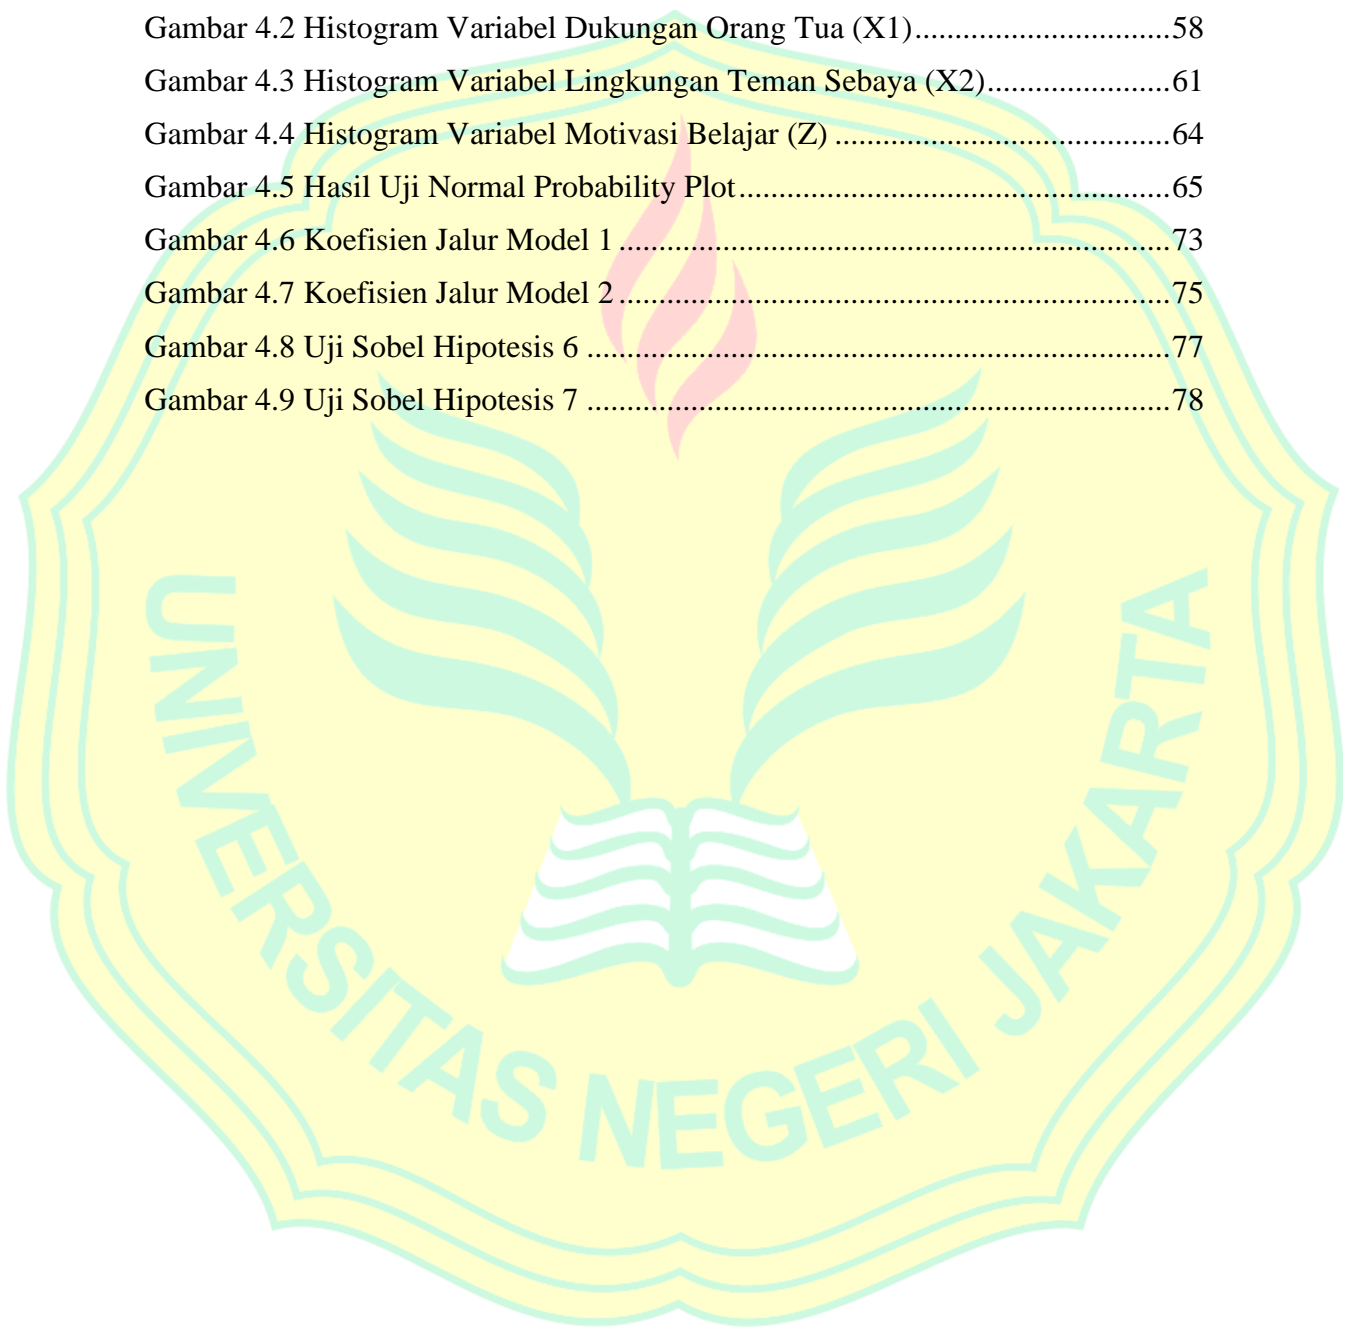 Gambar 4.2 Histogram Variabel Dukungan Orang Tua (X1)................................58
Gambar 4.3 Histogram Variabel Lingkungan Teman Sebaya (X2).......................61
Gambar 4.4 Histogram Variabel Motivasi Belajar (Z) ..........................................64
Gambar 4.5 Hasil Uji Normal Probability Plot......................................................65
Gambar 4.6 Koefisien Jalur Model 1 .....................................................................73
Gambar 4.7 Koefisien Jalur Model 2 .....................................................................75
Gambar 4.8 Uji Sobel Hipotesis 6 .........................................................................77
Gambar 4.9 Uji Sobel Hipotesis 7 .........................................................................78
UNIVERSITAS NEGERI JAKARTA